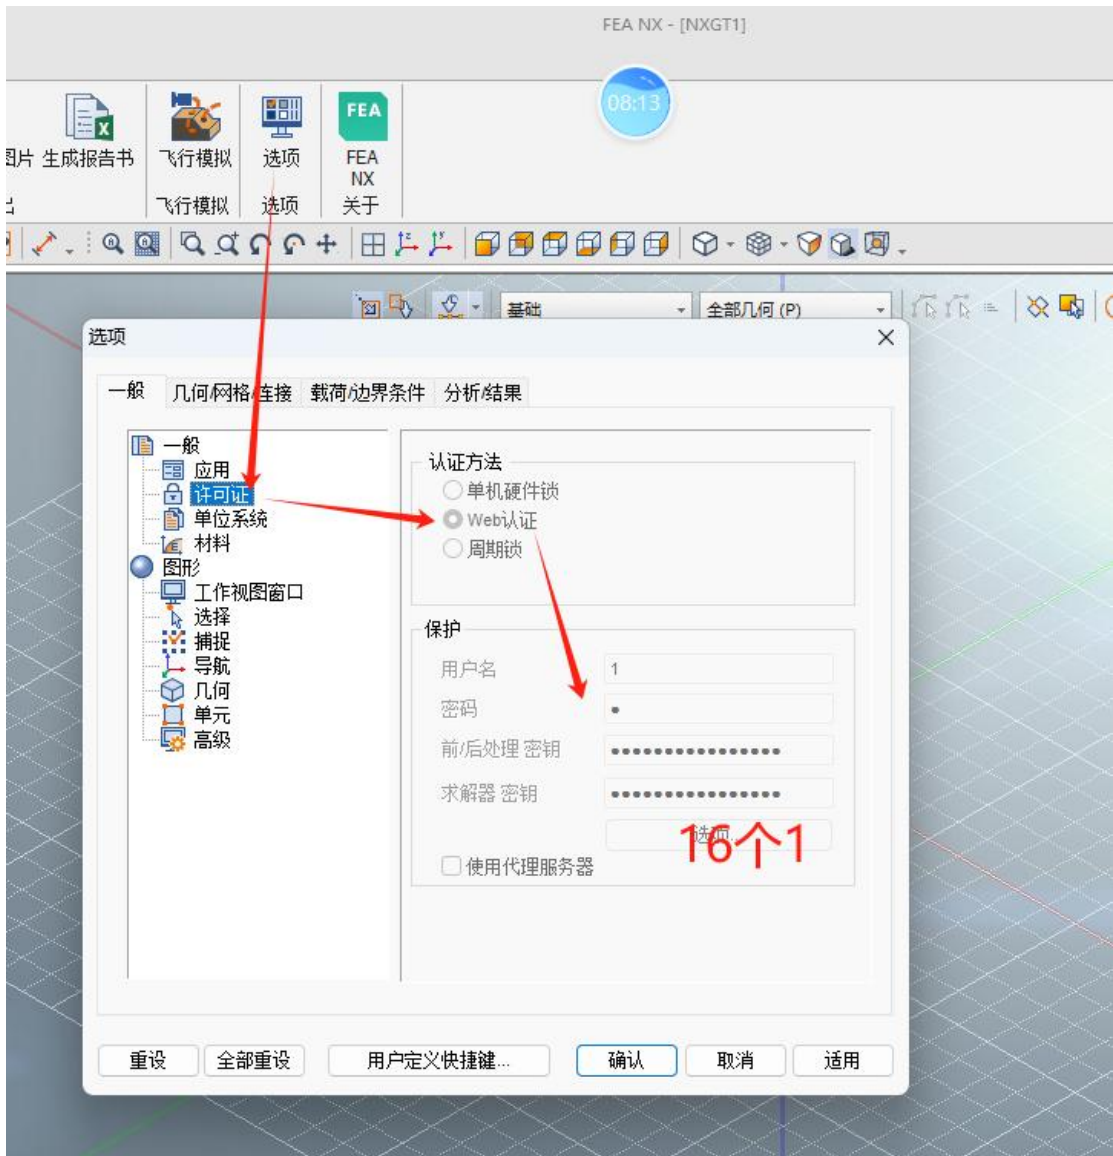 FEA NX - [NXGT1]
08:13
FEA
图片 生成报告书 飞行模拟 选项 FEA NX
出 飞行模拟 选项 关于
基础 全部几何 (P)
选项
一般 几何/网格/连接 载荷/边界条件 分析/结果
一般
应用
许可证
单位系统
材料
图形
工作视图窗口
选择
捕捉
导航
几何
单元
高级
认证方法
单机硬件锁
Web认证
周期锁
保护
用户名 1
密码 •
前/后处理 密钥 ••••••••••••••••
求解器 密钥 ••••••••••••••••
选项...
16个1
使用代理服务器
重设 全部重设 用户定义快捷键... 确认 取消 适用